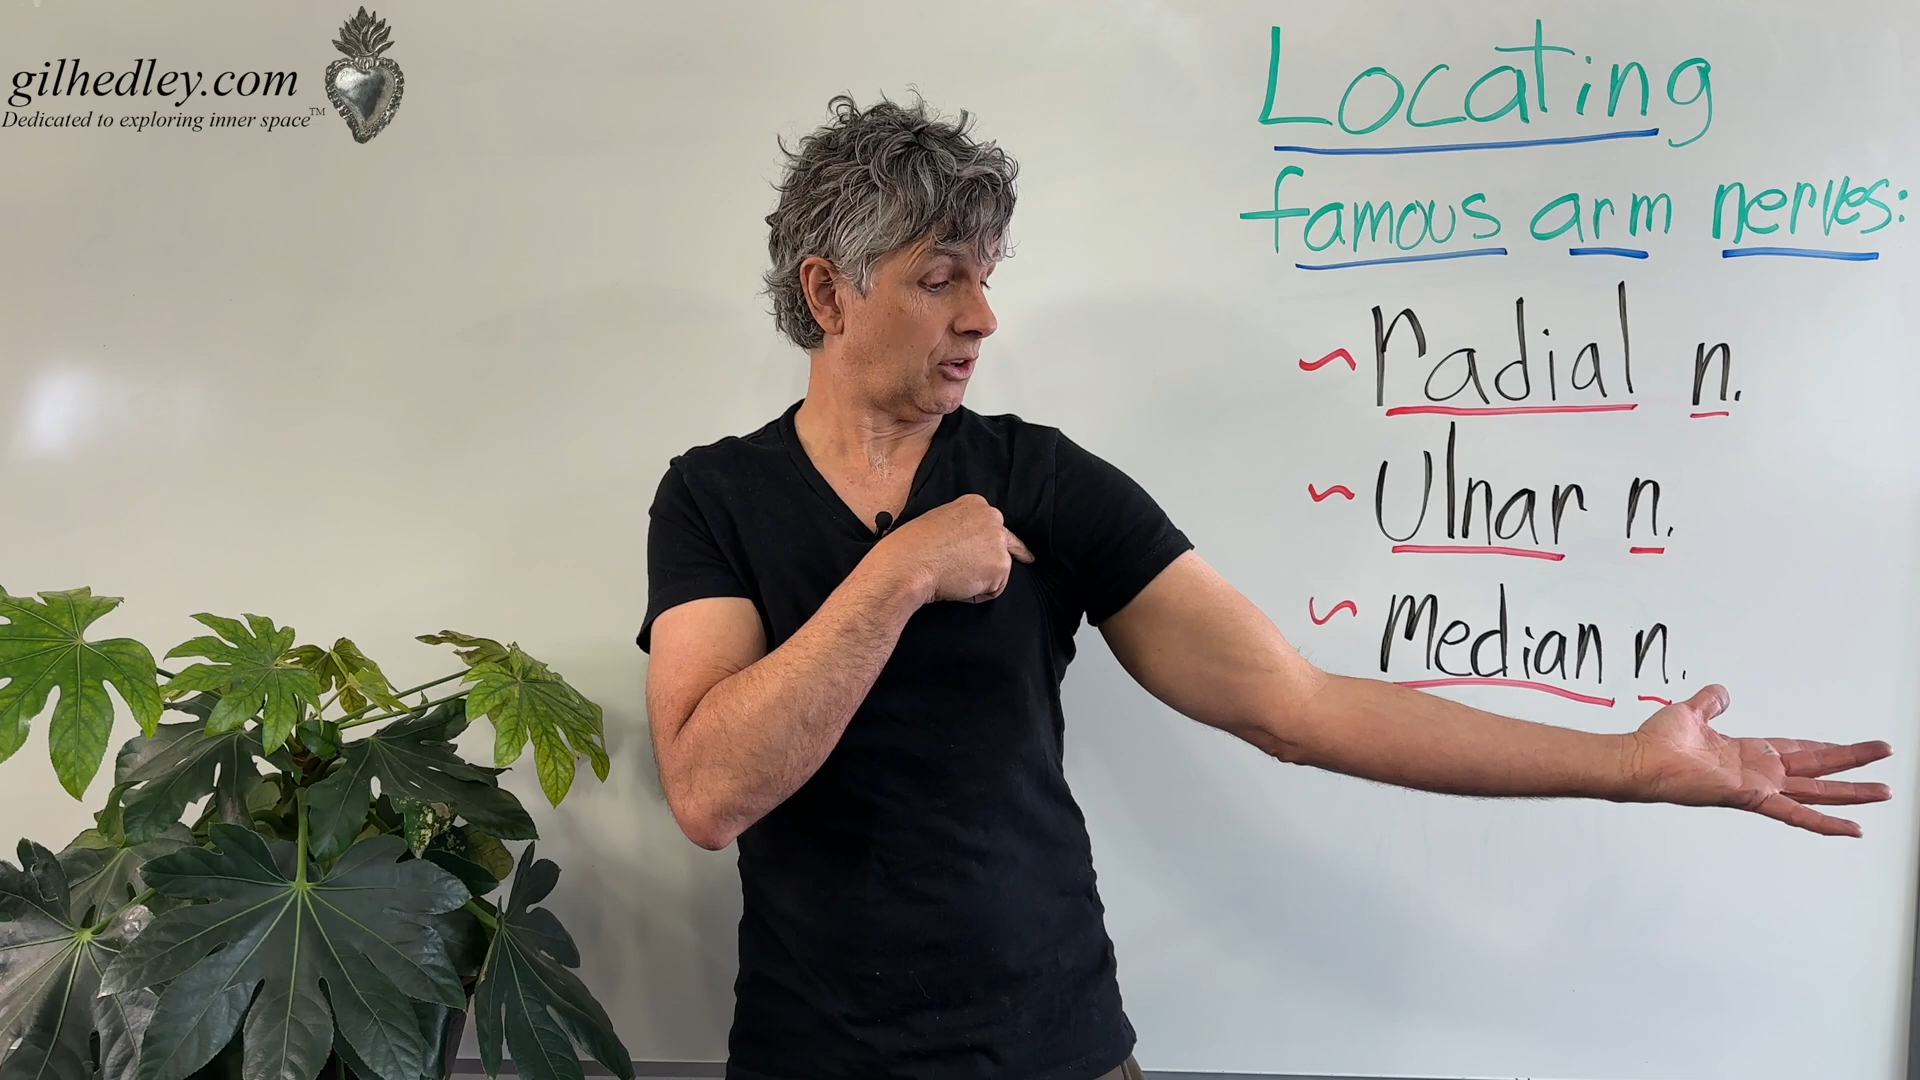 gilhedley.com
Dedicated to exploring inner space™
Locating
famous arm nerves:
~ radial n.
~ Ulnar n.
~ Median n.